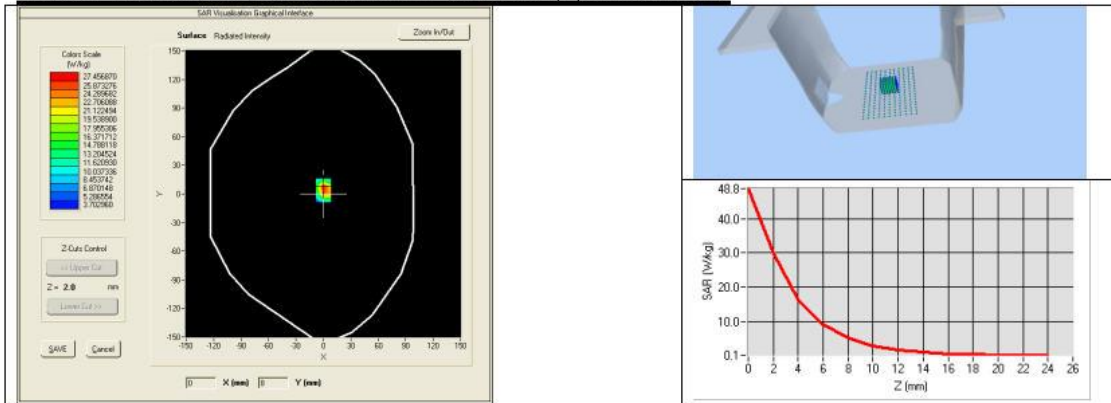 SAR Visualisation Graphical Interface
Surface Radiated Intensity
Zoom In/Out
Colors Scale
(W/kg)
27.456870
25.873276
24.289682
22.706088
21.122494
19.538900
17.955306
16.371712
14.788118
13.204524
11.620930
10.037336
8.453742
6.870148
5.286554
3.702960
150
120
90
60
30
0
-30
-60
-90
-120
-150
Y
-150 -120 -90 -60 -30 0 30 60 90 120 150
X
Z-Cuts Control
<< Upper Cut
Z = 2.0 mm
Lower Cut >>
SAVE Cancel
0 X (mm) 8 Y (mm)
48.8
40.0
30.0
20.0
10.0
0.1
SAR (W/kg)
0 2 4 6 8 10 12 14 16 18 20 22 24 26
Z (mm)